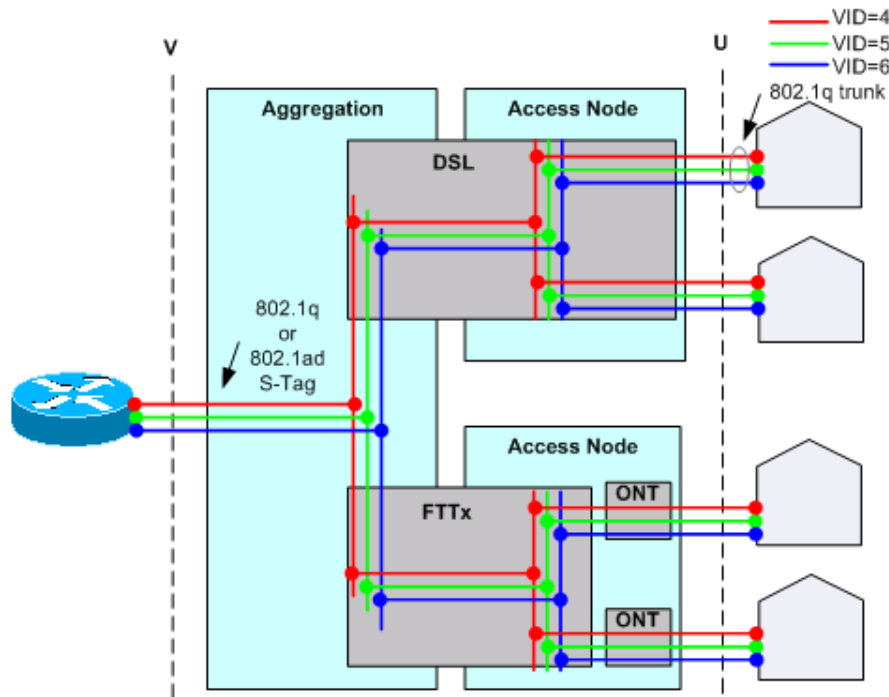 VID=4
V
U
VID=5
VID=6
802.1q trunk
Aggregation
Access Node
DSL
802.1q
or
802.1ad
S-Tag
Access Node
ONT
FTTx
ONT